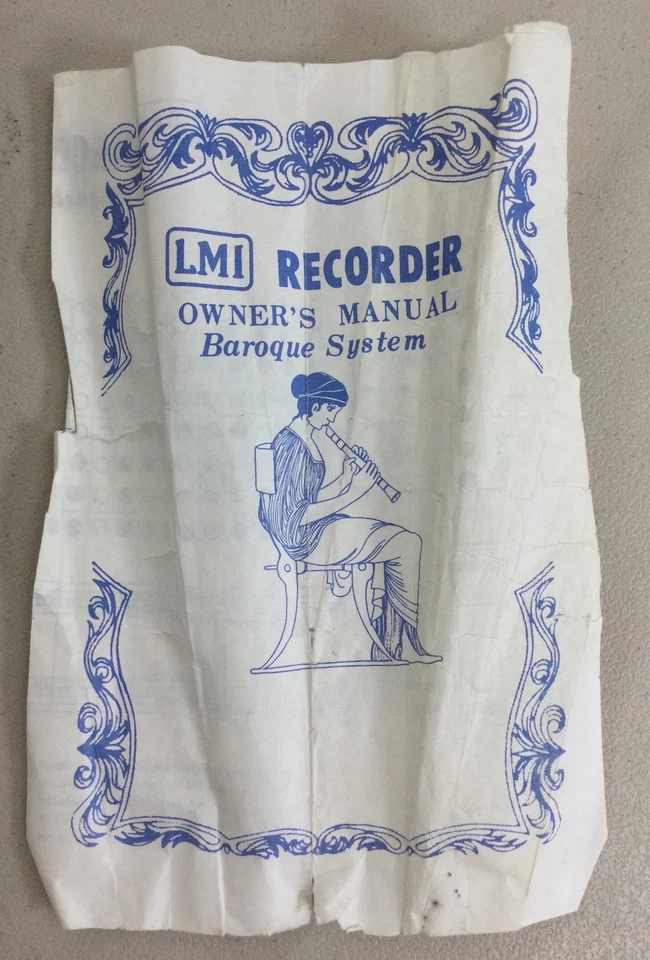 LMI RECORDER
OWNER'S MANUAL
Baroque System